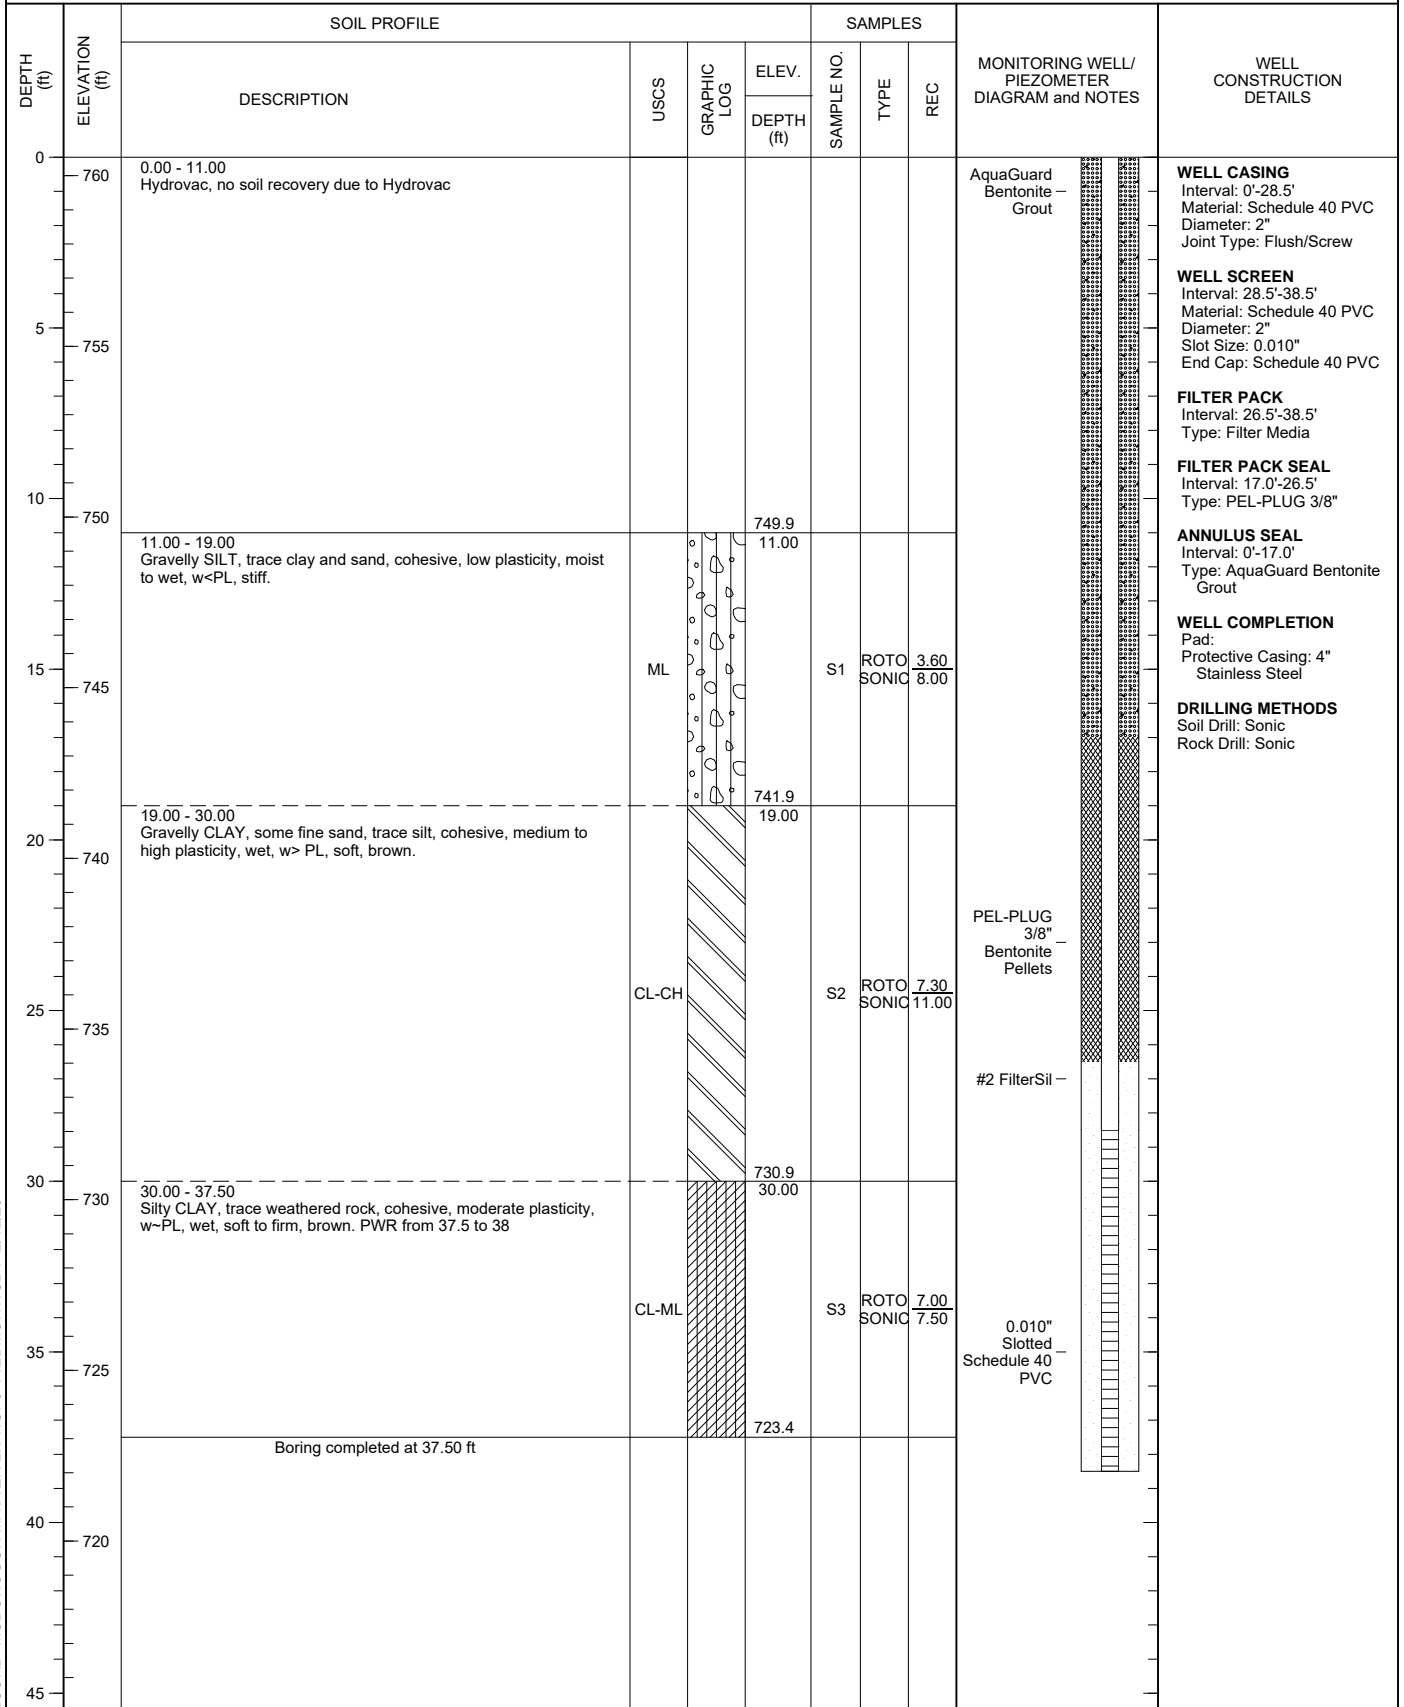 SOIL PROFILE
SAMPLES
DEPTH
(ft)
ELEVATION
(ft)
DESCRIPTION
USCS
GRAPHIC
LOG
ELEV.
DEPTH
(ft)
SAMPLE NO.
TYPE
REC
MONITORING WELL/
PIEZOMETER
DIAGRAM and NOTES
WELL
CONSTRUCTION
DETAILS
0
5
10
15
20
25
30
35
40
45
760
755
750
745
740
735
730
725
720
0.00 - 11.00
Hydrovac, no soil recovery due to Hydrovac
749.9
11.00
11.00 - 19.00
Gravelly SILT, trace clay and sand, cohesive, low plasticity, moist
to wet, w<PL, stiff.
ML
S1
ROTO
SONIC
3.60
8.00
741.9
19.00
19.00 - 30.00
Gravelly CLAY, some fine sand, trace silt, cohesive, medium to
high plasticity, wet, w> PL, soft, brown.
CL-CH
S2
ROTO
SONIC
7.30
11.00
730.9
30.00
30.00 - 37.50
Silty CLAY, trace weathered rock, cohesive, moderate plasticity,
w~PL, wet, soft to firm, brown. PWR from 37.5 to 38
CL-ML
S3
ROTO
SONIC
7.00
7.50
723.4
Boring completed at 37.50 ft
AquaGuard
Bentonite
Grout
PEL-PLUG
3/8"
Bentonite
Pellets
#2 FilterSil
0.010"
Slotted
Schedule 40
PVC
WELL CASING
Interval: 0'-28.5'
Material: Schedule 40 PVC
Diameter: 2"
Joint Type: Flush/Screw
WELL SCREEN
Interval: 28.5'-38.5'
Material: Schedule 40 PVC
Diameter: 2"
Slot Size: 0.010"
End Cap: Schedule 40 PVC
FILTER PACK
Interval: 26.5'-38.5'
Type: Filter Media
FILTER PACK SEAL
Interval: 17.0'-26.5'
Type: PEL-PLUG 3/8"
ANNULUS SEAL
Interval: 0'-17.0'
Type: AquaGuard Bentonite
Grout
WELL COMPLETION
Pad:
Protective Casing: 4"
Stainless Steel
DRILLING METHODS
Soil Drill: Sonic
Rock Drill: Sonic